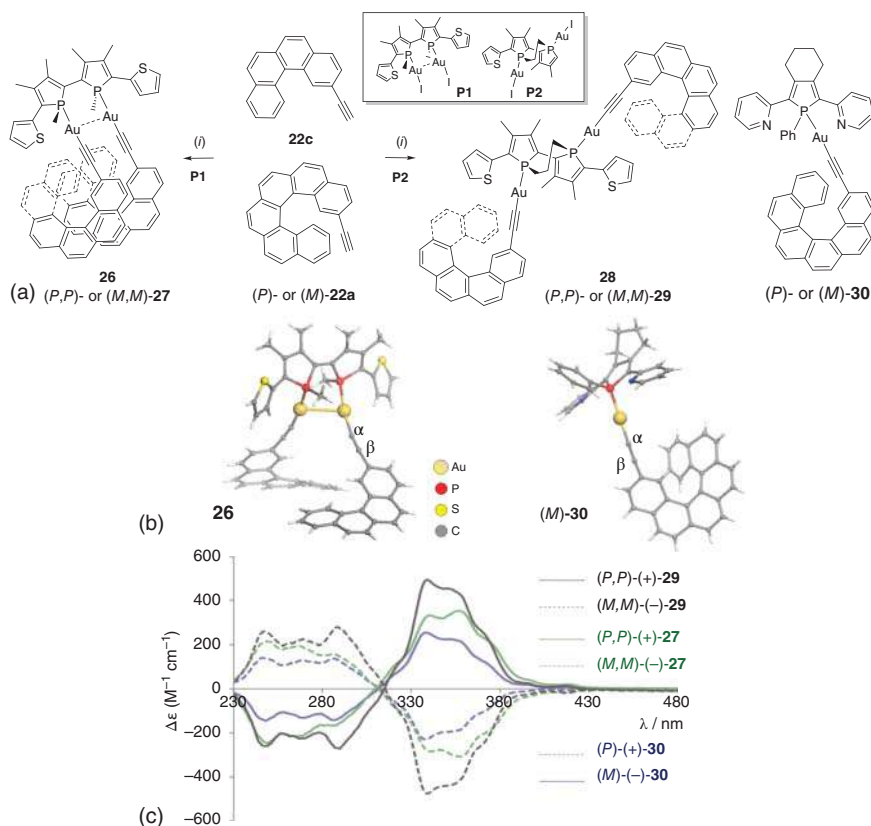 P P
S S
Au Au
I I
P1
P P
Au I
Au I
P2
S S
P P
Au Au
22c
(i)
P1
(i)
P2
Au
P P
S S
Au
N N
P
Ph
Au
26
(P,P)- or (M,M)-27
(P)- or (M)-22a
28
(P,P)- or (M,M)-29
(P)- or (M)-30
(a)
α
β
26
Au
P
S
C
α
β
(M)-30
(b)
600
400
200
0
−200
−400
−600
Δε (M⁻¹ cm⁻¹)
230 280 330 380 430 480
λ / nm
(P,P)-(+)-29
(M,M)-(−)-29
(P,P)-(+)-27
(M,M)-(−)-27
(P)-(+)-30
(M)-(−)-30
(c)